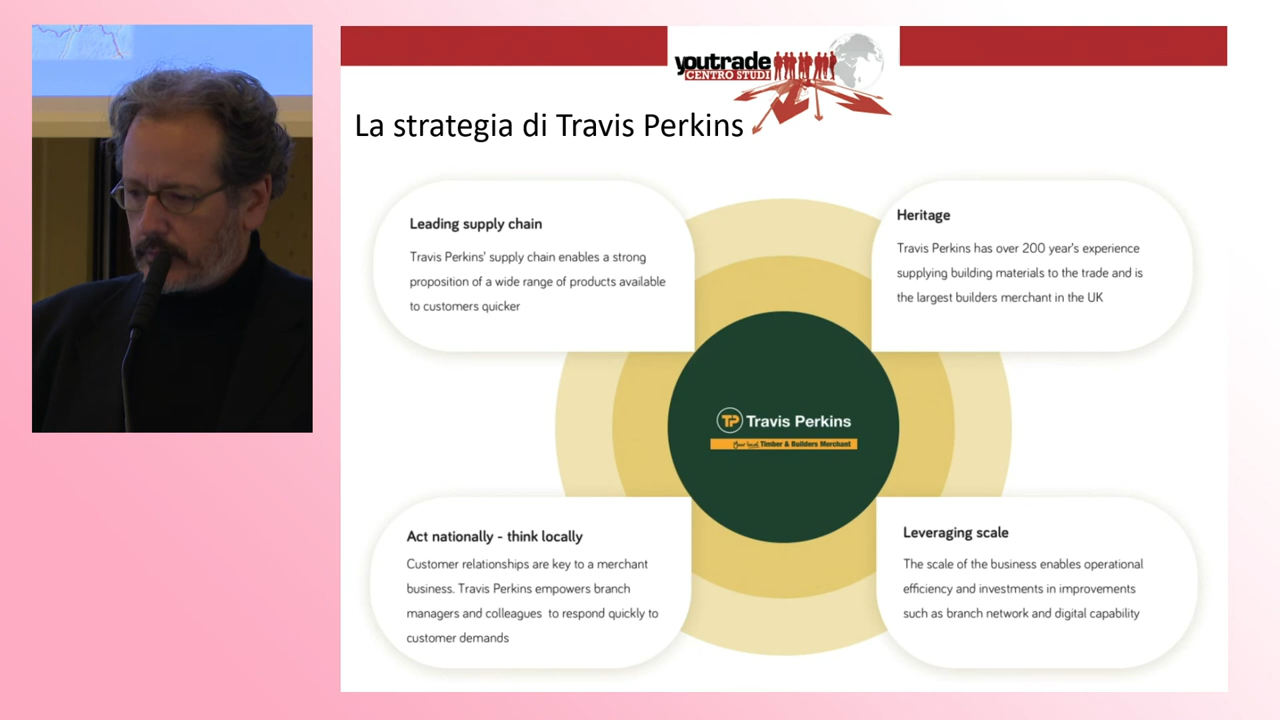 youtrade
CENTRO STUDI
La strategia di Travis Perkins
Leading supply chain
Travis Perkins' supply chain enables a strong
proposition of a wide range of products available
to customers quicker
Heritage
Travis Perkins has over 200 year's experience
supplying building materials to the trade and is
the largest builders merchant in the UK
TP Travis Perkins
Your local Timber & Builders Merchant
Act nationally - think locally
Customer relationships are key to a merchant
business. Travis Perkins empowers branch
managers and colleagues to respond quickly to
customer demands
Leveraging scale
The scale of the business enables operational
efficiency and investments in improvements
such as branch network and digital capability